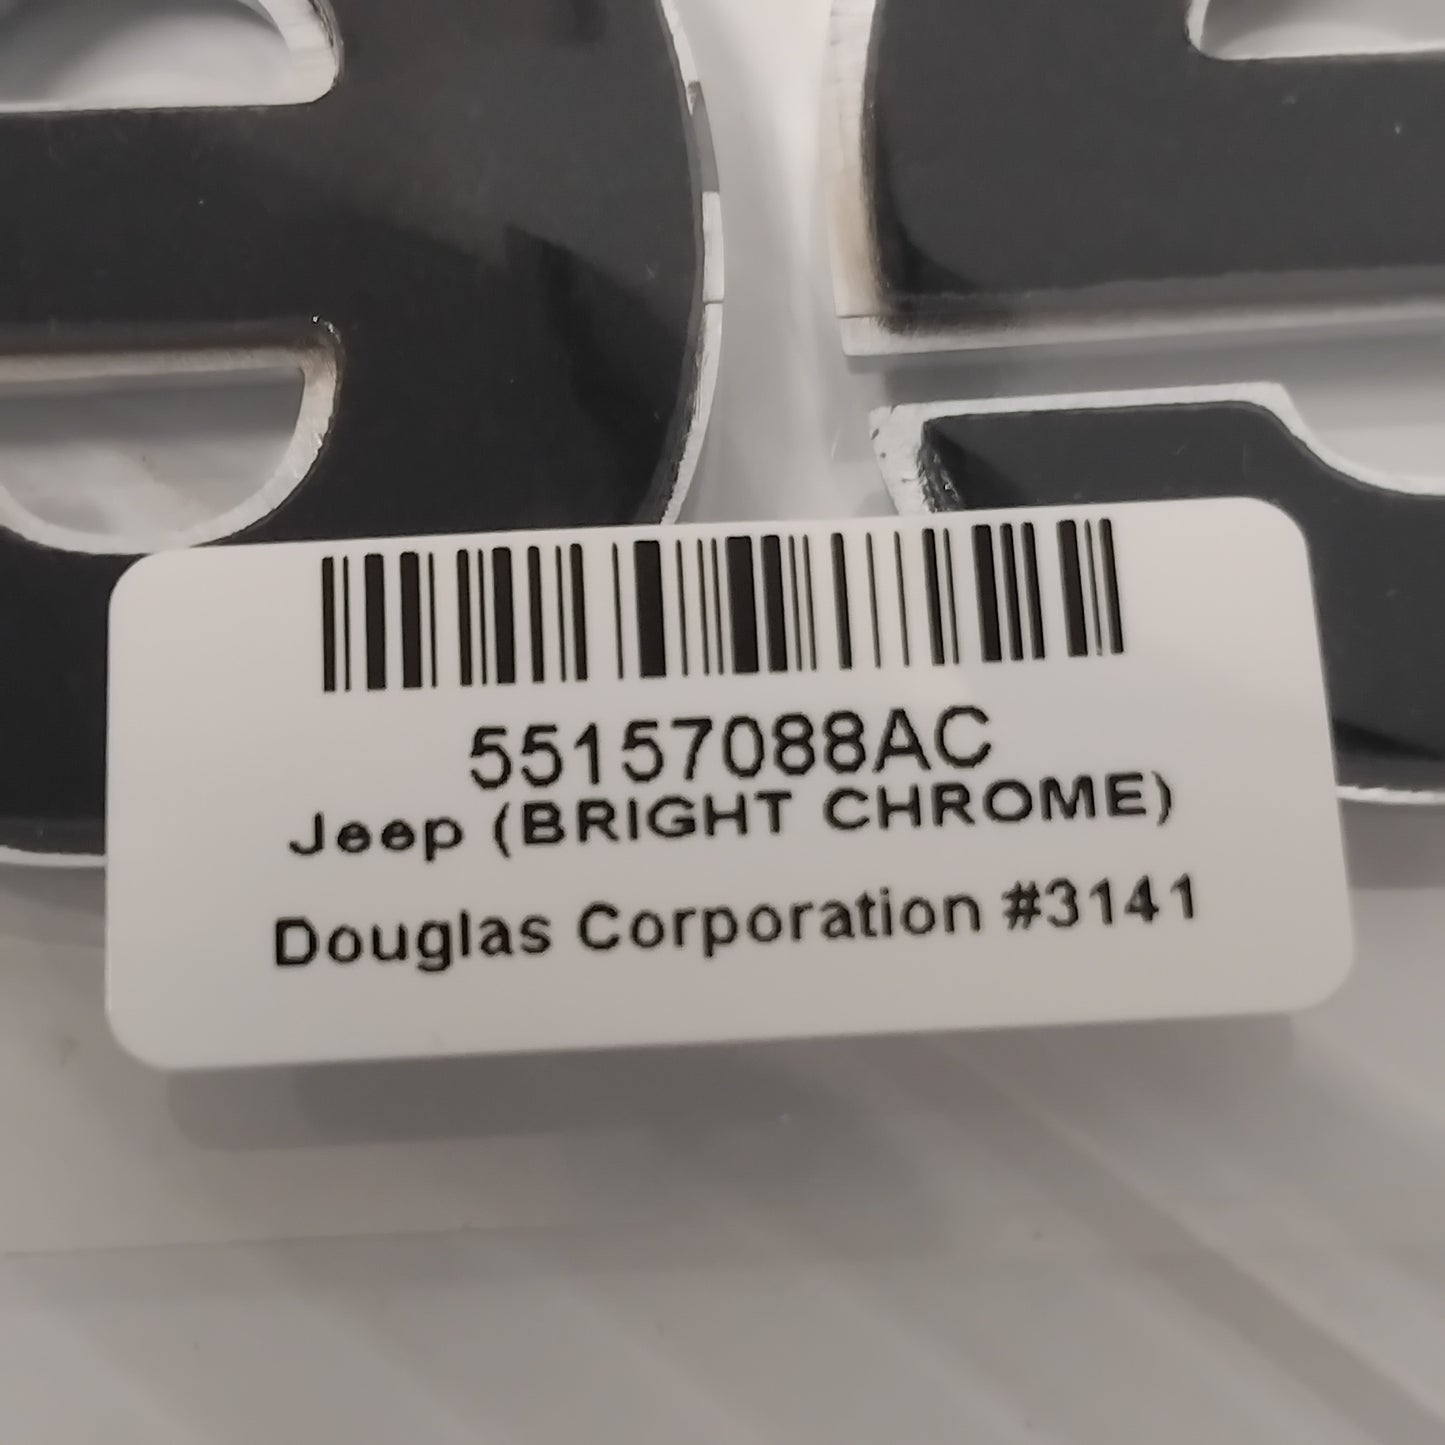 55157088AC
Jeep (BRIGHT CHROME)
Douglas Corporation #3141